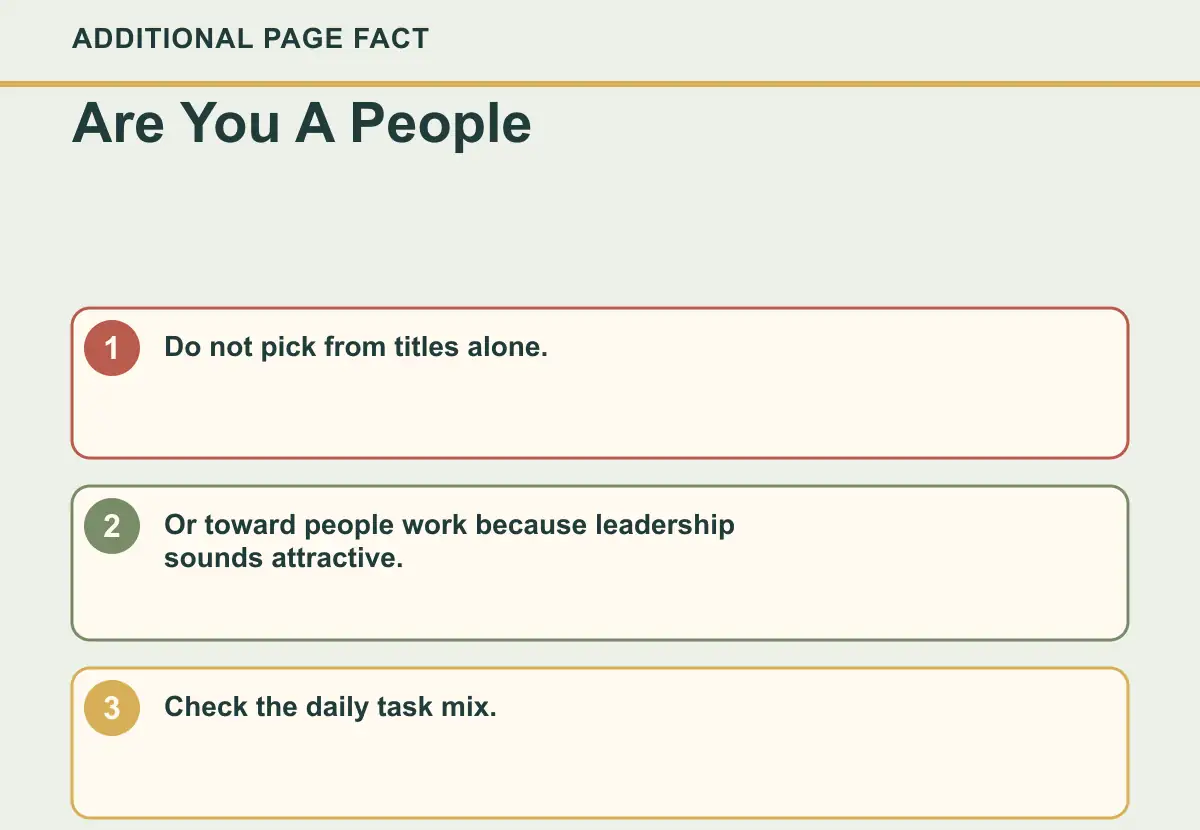 ADDITIONAL PAGE FACT
Are You A People
1
Do not pick from titles alone.
2
Or toward people work because leadership
sounds attractive.
3
Check the daily task mix.